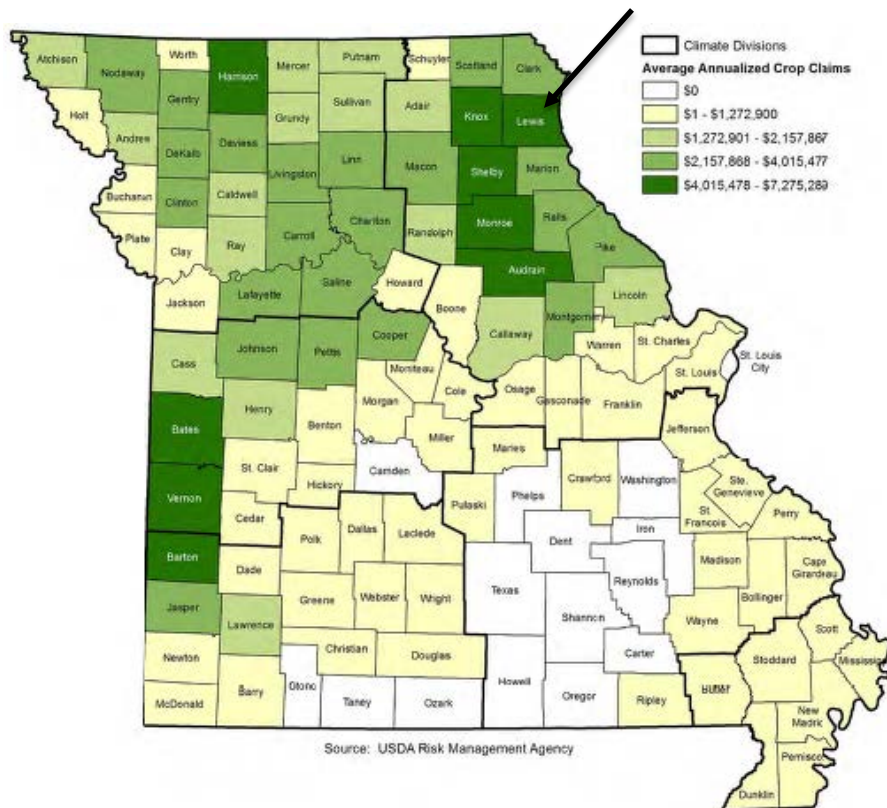 Climate Divisions
Average Annualized Crop Claims
$0
$1 - $1,272,900
$1,272,901 - $2,157,867
$2,157,868 - $4,015,477
$4,015,478 - $7,275,289
Atchison
Nodaway
Worth
Harrison
Mercer
Putnam
Schuyler
Scotland
Clark
Holt
Gentry
Grundy
Sullivan
Adair
Knox
Lewis
Andrew
DeKalb
Daviess
Livingston
Linn
Macon
Shelby
Marion
Buchanan
Clinton
Caldwell
Chariton
Randolph
Monroe
Ralls
Pike
Plate
Clay
Ray
Carroll
Audrain
Jackson
Lafayette
Saline
Howard
Boone
Callaway
Montgomery
Lincoln
Cass
Johnson
Pettis
Cooper
Moniteau
Cole
Osage
Gasconade
Warren
St. Charles
St. Louis
St. Louis
City
Franklin
Jefferson
Bates
Henry
Benton
Morgan
Miller
Maries
Vernon
St. Clair
Hickory
Camden
Pulaski
Phelps
Crawford
Washington
Ste.
Genevieve
St.
Francois
Perry
Cedar
Polk
Dallas
Laclede
Dent
Iron
Madison
Cape
Girardeau
Barton
Dade
Greene
Webster
Wright
Texas
Reynolds
Bollinger
Jasper
Lawrence
Christian
Douglas
Shannon
Wayne
Scott
Newton
Carter
Stoddard
Mississippi
McDonald
Barry
Taney
Ozark
Howell
Oregon
Ripley
Butler
New
Dunklin
Source: USDA Risk Management Agency